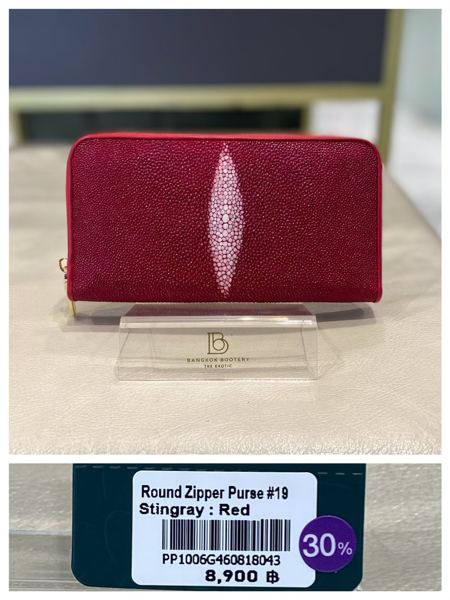 B
BANGKOK BOOTERY
THE EXOTIC
Round Zipper Purse #19
Stingray : Red
PP1006G460818043
8,900 ฿
30%